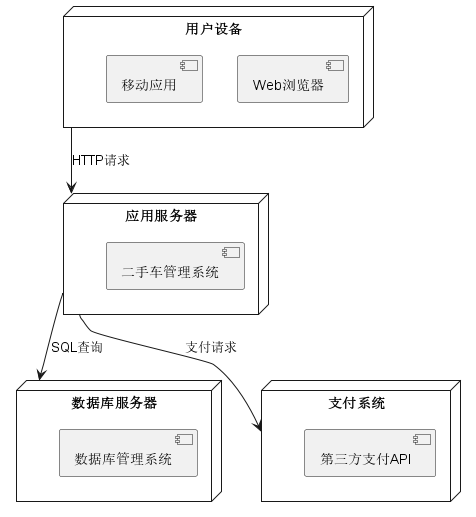 用户设备
移动应用
Web浏览器
HTTP请求
应用服务器
二手车管理系统
SQL查询
支付请求
数据库服务器
支付系统
数据库管理系统
第三方支付API